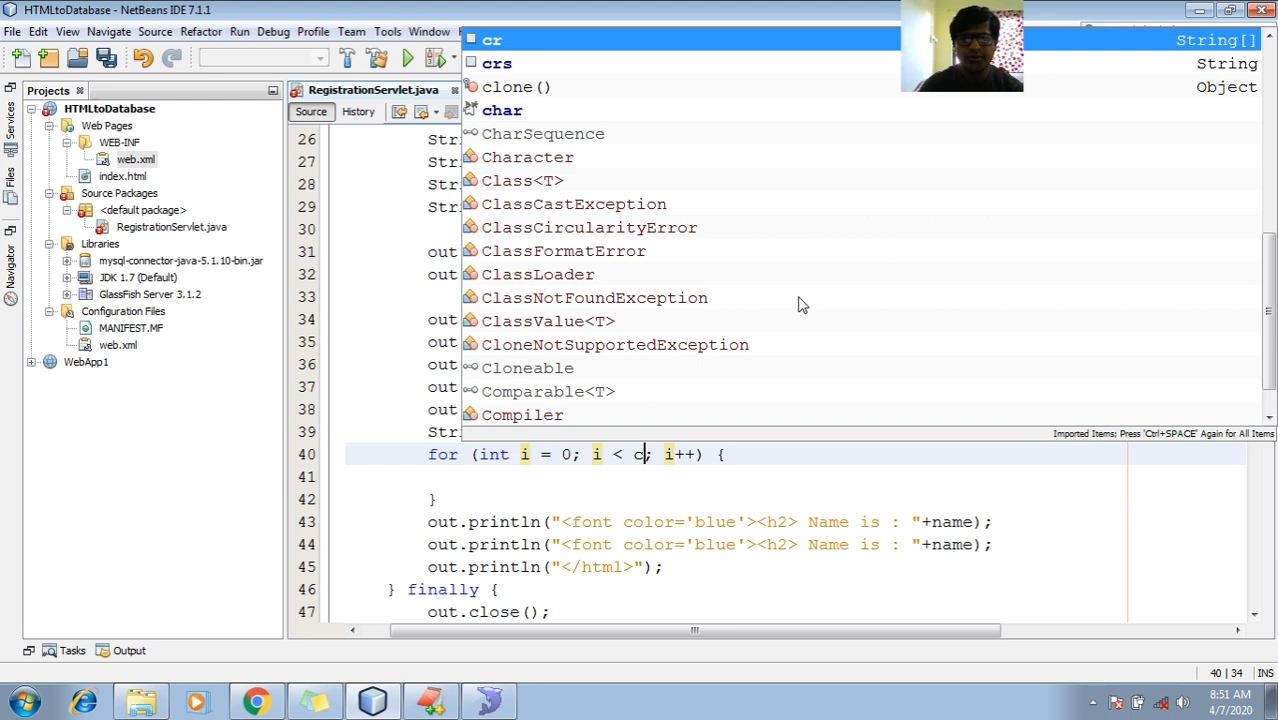 HTMLtoDatabase - NetBeans IDE 7.1.1
File Edit View Navigate Source Refactor Run Debug Profile Team Tools Window
Projects
HTMLtoDatabase
Web Pages
WEB-INF
web.xml
index.html
Source Packages
<default package>
RegistrationServlet.java
Libraries
mysql-connector-java-5.1.10-bin.jar
JDK 1.7 (Default)
GlassFish Server 3.1.2
Configuration Files
MANIFEST.MF
web.xml
WebApp1
Services
Files
Navigator
RegistrationServlet.java
Source History
cr String[]
crs String
clone() Object
char
CharSequence
Character
Class<T>
ClassCastException
ClassCircularityError
ClassFormatError
ClassLoader
ClassNotFoundException
ClassValue<T>
CloneNotSupportedException
Cloneable
Comparable<T>
Compiler
Imported Items; Press 'Ctrl+SPACE' Again for All Items
26 Stri
27 Stri
28 Stri
29 Stri
30
31 out
32 out
33
34 out
35 out
36 out
37 out
38 out
39 Stri
40 for (int i = 0; i < c; i++) {
41
42 }
43 out.println("<font color='blue'><h2> Name is : "+name);
44 out.println("<font color='blue'><h2> Name is : "+name);
45 out.println("</html>");
46 } finally {
47 out.close();
Tasks Output
40 | 34 INS
8:51 AM
4/7/2020